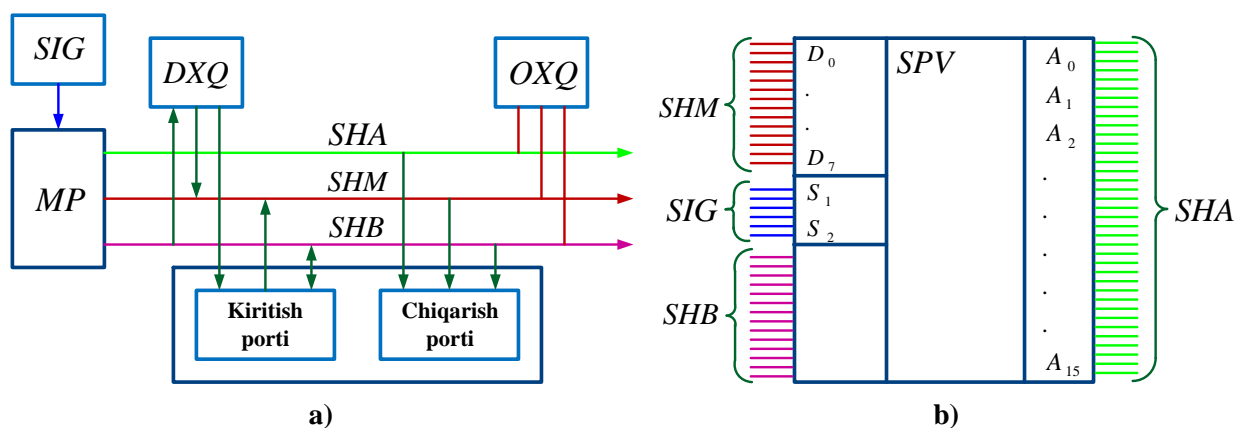 SIG
DXQ
OXQ
MP
SHA
SHM
SHB
Kiritish
porti
Chiqarish
porti
a)
SHM
SIG
SHB
D0
.
.
D7
S1
S2
SPV
A0
A1
A2
.
.
.
.
.
A15
SHA
b)